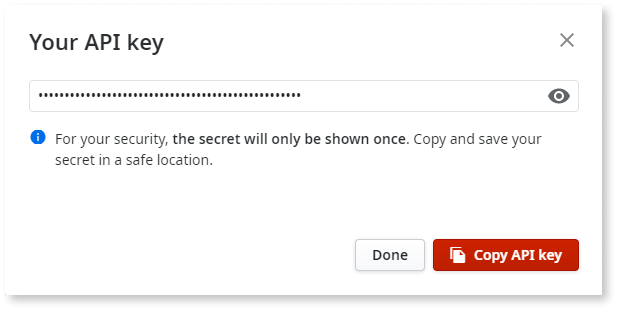 Your API key
••••••••••••••••••••••••••••••••••••••••••••••••••
For your security, the secret will only be shown once. Copy and save your
secret in a safe location.
Done
Copy API key